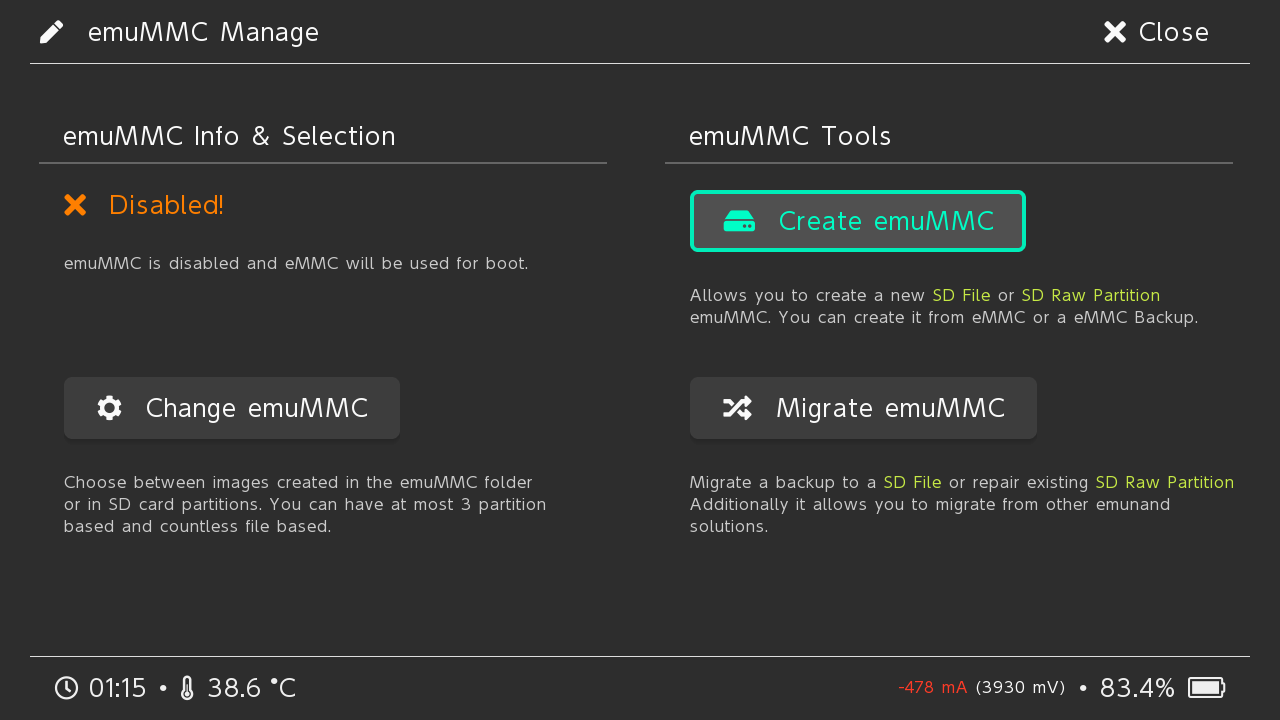 emuMMC Manage
Close
emuMMC Info & Selection
Disabled!
emuMMC is disabled and eMMC will be used for boot.
Change emuMMC
Choose between images created in the emuMMC folder
or in SD card partitions. You can have at most 3 partition
based and countless file based.
emuMMC Tools
Create emuMMC
Allows you to create a new SD File or SD Raw Partition
emuMMC. You can create it from eMMC or a eMMC Backup.
Migrate emuMMC
Migrate a backup to a SD File or repair existing SD Raw Partition
Additionally it allows you to migrate from other emunand
solutions.
01:15 • 38.6 °C
-478 mA (3930 mV) • 83.4%